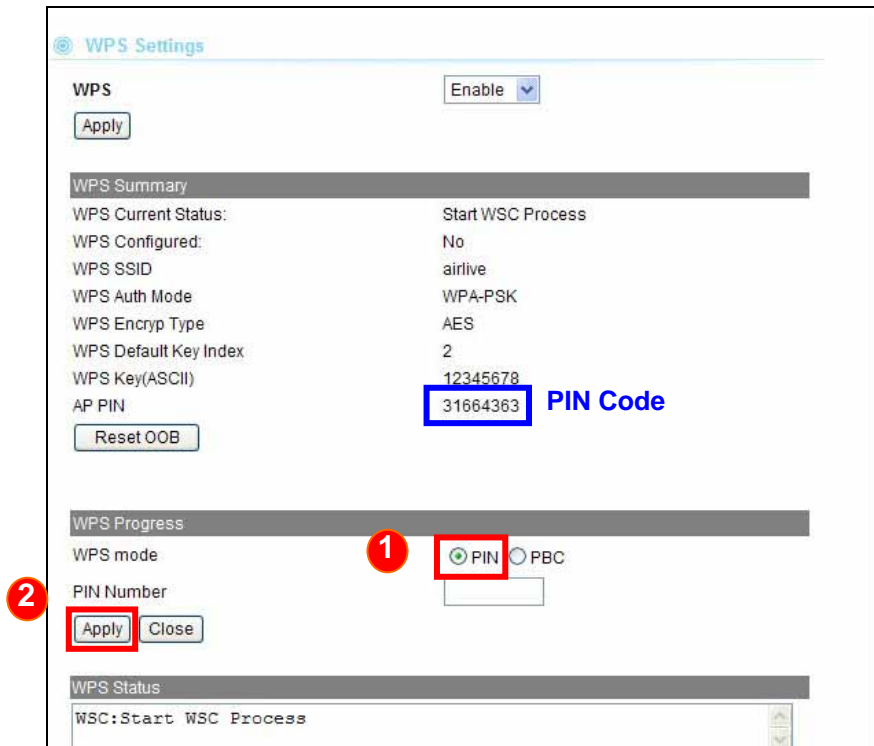 WPS Settings
WPS Enable
Apply
WPS Summary
WPS Current Status: Start WSC Process
WPS Configured: No
WPS SSID airlive
WPS Auth Mode WPA-PSK
WPS Encryp Type AES
WPS Default Key Index 2
WPS Key(ASCII) 12345678
AP PIN 31664363 PIN Code
Reset OOB
WPS Progress
WPS mode 1 PIN PBC
PIN Number
2 Apply Close
WPS Status
WSC:Start WSC Process